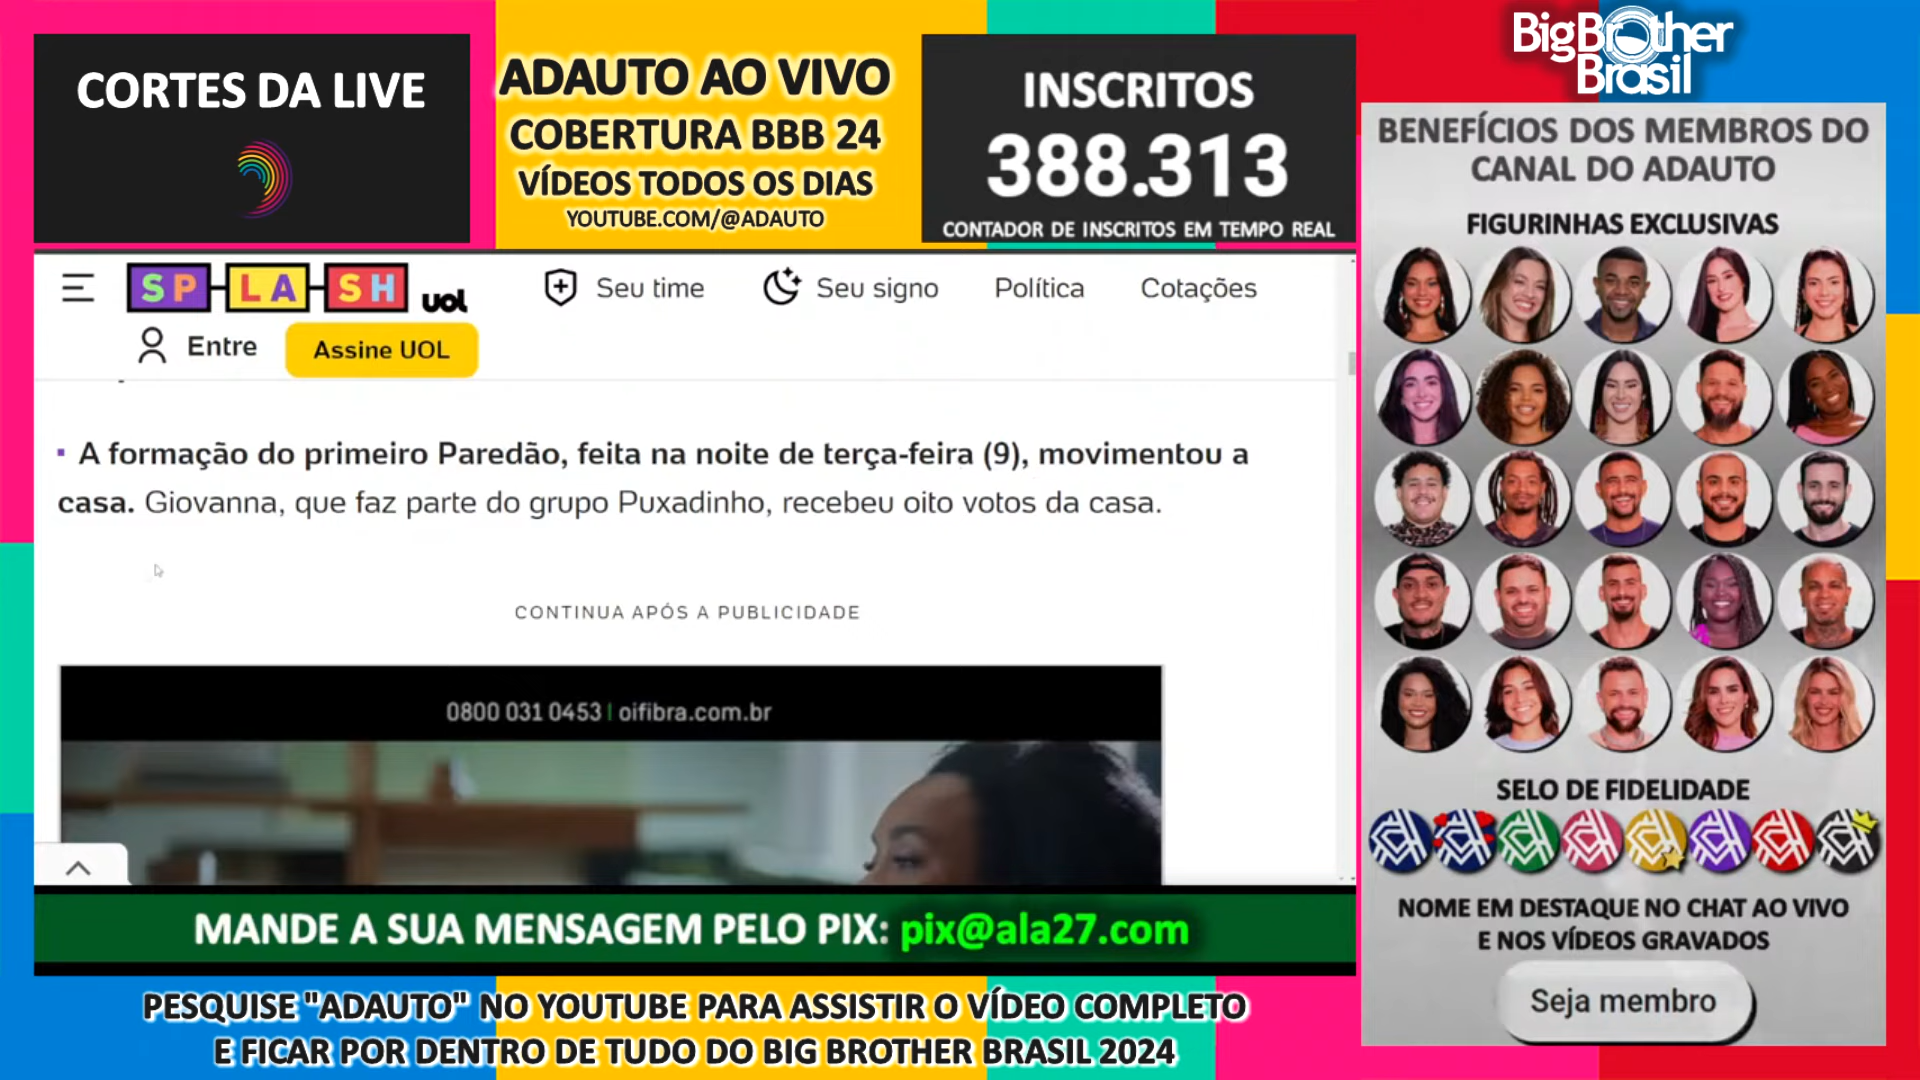 CORTES DA LIVE
ADAUTO AO VIVO
COBERTURA BBB 24
VÍDEOS TODOS OS DIAS
YOUTUBE.COM/@ADAUTO
INSCRITOS
388.313
CONTADOR DE INSCRITOS EM TEMPO REAL
BigBrother
Brasil
BENEFÍCIOS DOS MEMBROS DO
CANAL DO ADAUTO
FIGURINHAS EXCLUSIVAS
SPLASH uol
Seu time
Seu signo
Política
Cotações
Entre
Assine UOL
▪ A formação do primeiro Paredão, feita na noite de terça-feira (9), movimentou a
casa. Giovanna, que faz parte do grupo Puxadinho, recebeu oito votos da casa.
CONTINUA APÓS A PUBLICIDADE
0800 031 0453 | oifibra.com.br
SELO DE FIDELIDADE
NOME EM DESTAQUE NO CHAT AO VIVO
E NOS VÍDEOS GRAVADOS
Seja membro
MANDE A SUA MENSAGEM PELO PIX: pix@ala27.com
PESQUISE "ADAUTO" NO YOUTUBE PARA ASSISTIR O VÍDEO COMPLETO
E FICAR POR DENTRO DE TUDO DO BIG BROTHER BRASIL 2024